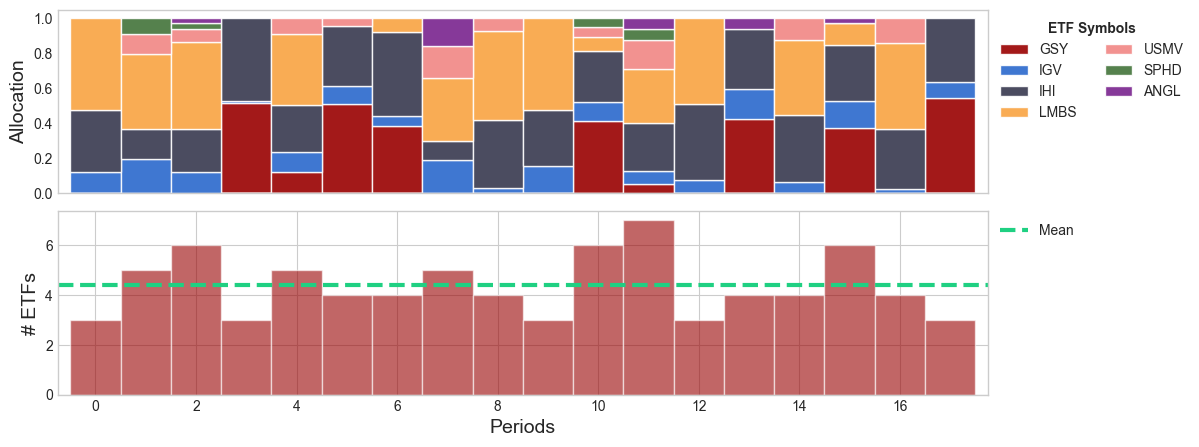 1.0
0.8
0.6
0.4
0.2
0.0
Allocation
ETF Symbols
GSY USMV
IGV SPHD
IHI ANGL
LMBS
6
4
2
0
# ETFs
Mean
0 2 4 6 8 10 12 14 16
Periods